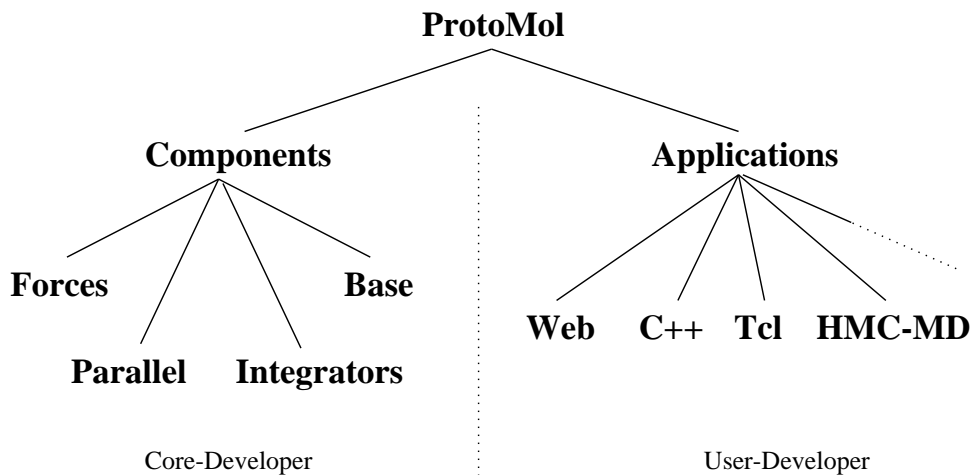 ProtoMol
Components
Applications
Forces
Base
Parallel
Integrators
Web
C++
Tcl
HMC-MD
Core-Developer
User-Developer